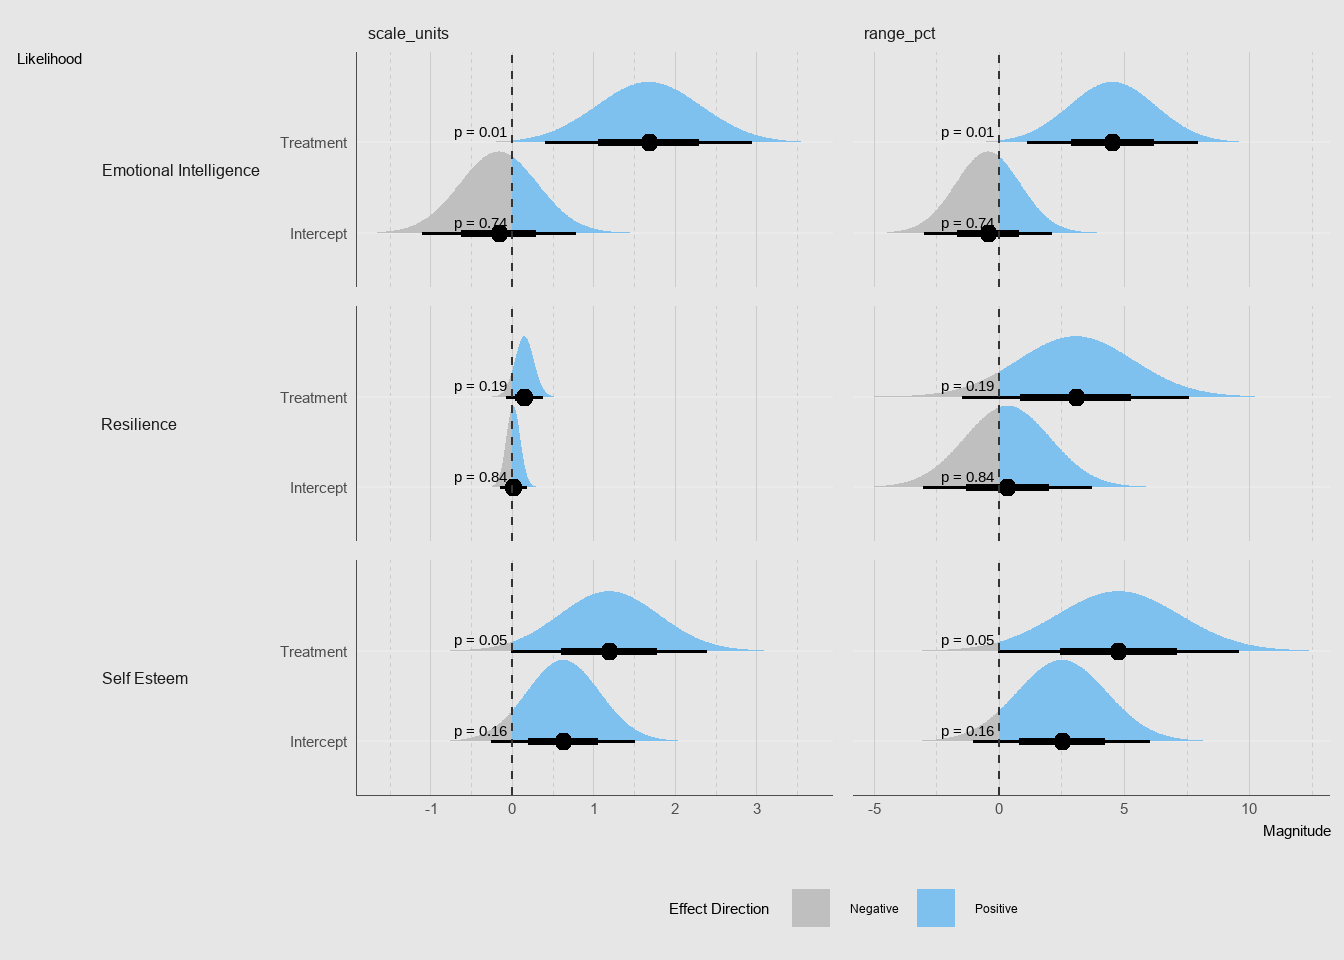 scale_units
range_pct
Likelihood
Emotional Intelligence
Treatment
p = 0.01
p = 0.01
Intercept
p = 0.74
p = 0.74
Resilience
Treatment
p = 0.19
p = 0.19
Intercept
p = 0.84
p = 0.84
Self Esteem
Treatment
p = 0.05
p = 0.05
Intercept
p = 0.16
p = 0.16
-1 0 1 2 3
-5 0 5 10
Magnitude
Effect Direction Negative Positive